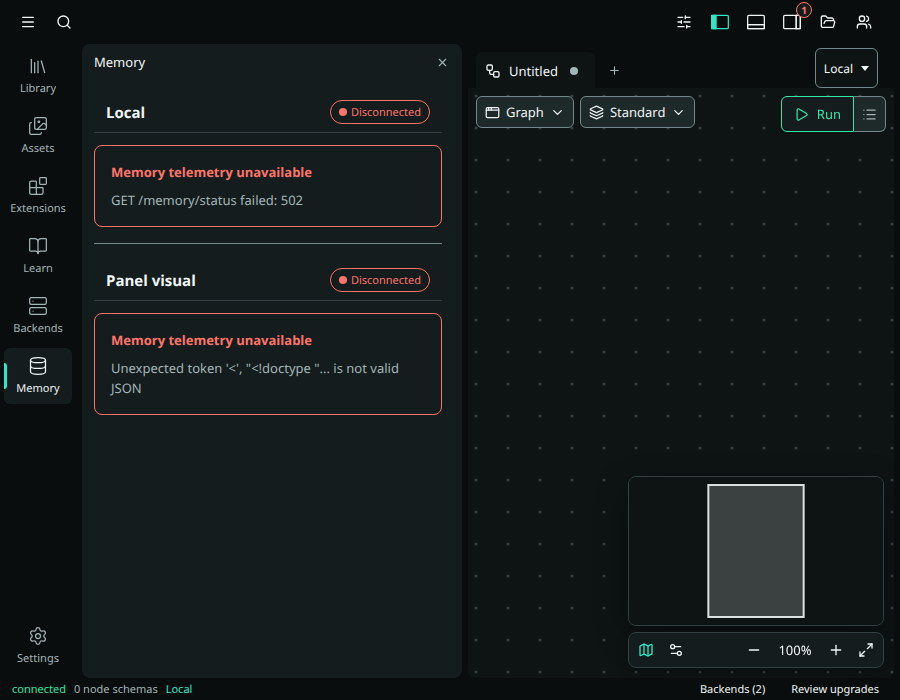 1
Memory
Local
Disconnected
Memory telemetry unavailable
GET /memory/status failed: 502
Panel visual
Disconnected
Memory telemetry unavailable
Unexpected token '<', "<!doctype "... is not valid
JSON
Library
Assets
Extensions
Learn
Backends
Memory
Settings
Untitled
Local
Graph
Standard
Run
100%
connected
0 node schemas
Local
Backends (2)
Review upgrades